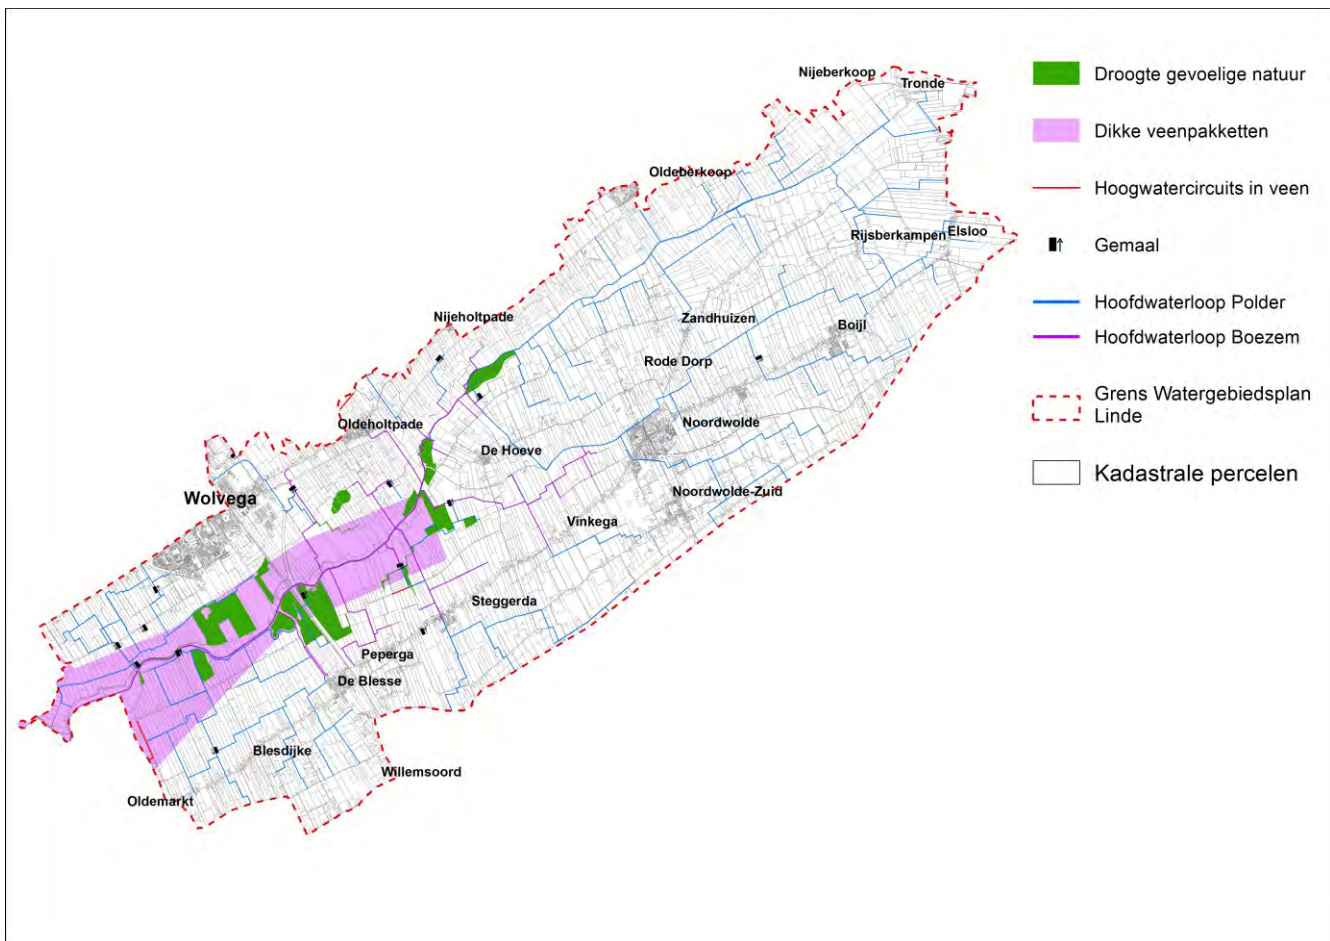 Nijeberkoop
Tronde
Oldeberkoop
Rijsberkampen
Elsloo
Nijeholtpade
Zandhuizen
Boijl
Rode Dorp
Oldeholtpade
Noordwolde
De Hoeve
Wolvega
Noordwolde-Zuid
Vinkega
Steggerda
Peperga
De Blesse
Blesdijke
Willemsoord
Oldemarkt
Droogte gevoelige natuur
Dikke veenpakketten
Hoogwatercircuits in veen
Gemaal
Hoofdwaterloop Polder
Hoofdwaterloop Boezem
Grens Watergebiedsplan
Linde
Kadastrale percelen